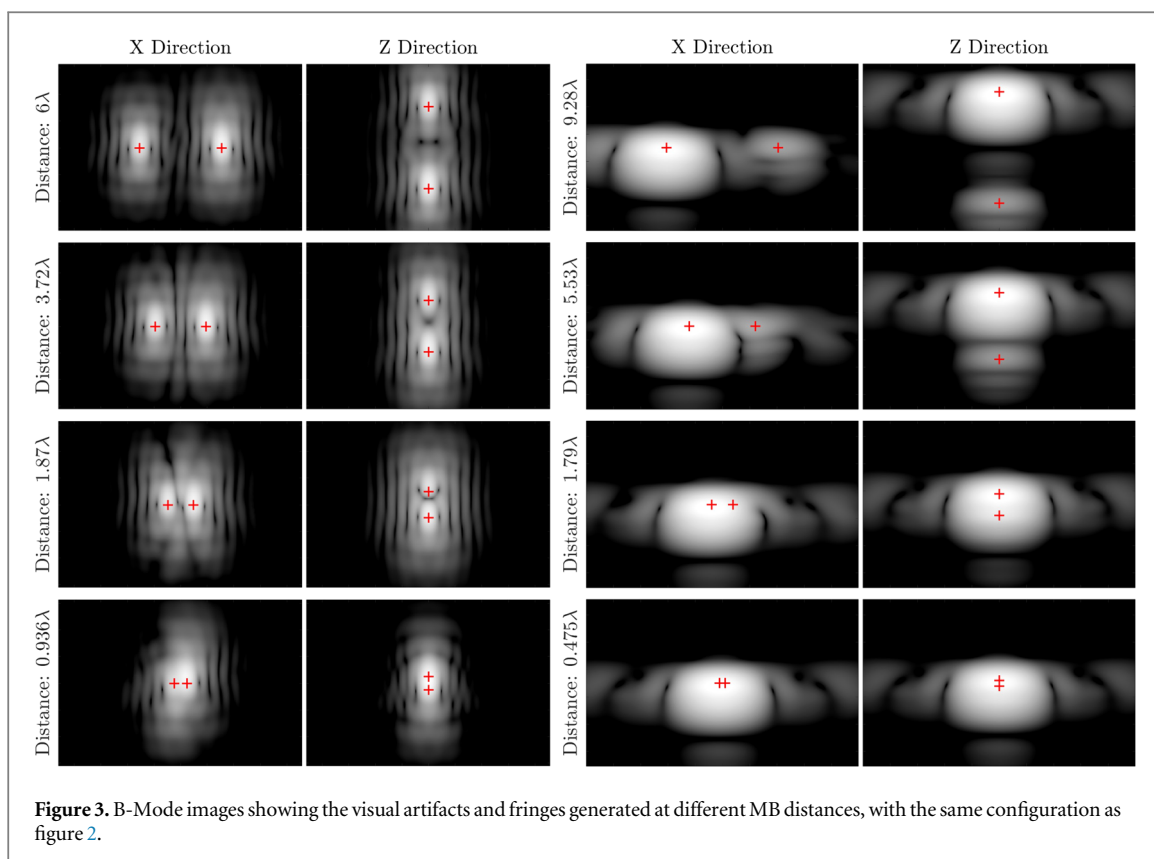 X Direction
Z Direction
X Direction
Z Direction
Distance: 6λ
Distance: 9.28λ
Distance: 3.72λ
Distance: 5.53λ
Distance: 1.87λ
Distance: 1.79λ
Distance: 0.936λ
Distance: 0.475λ
Figure 3. B-Mode images showing the visual artifacts and fringes generated at different MB distances, with the same configuration as
figure 2.